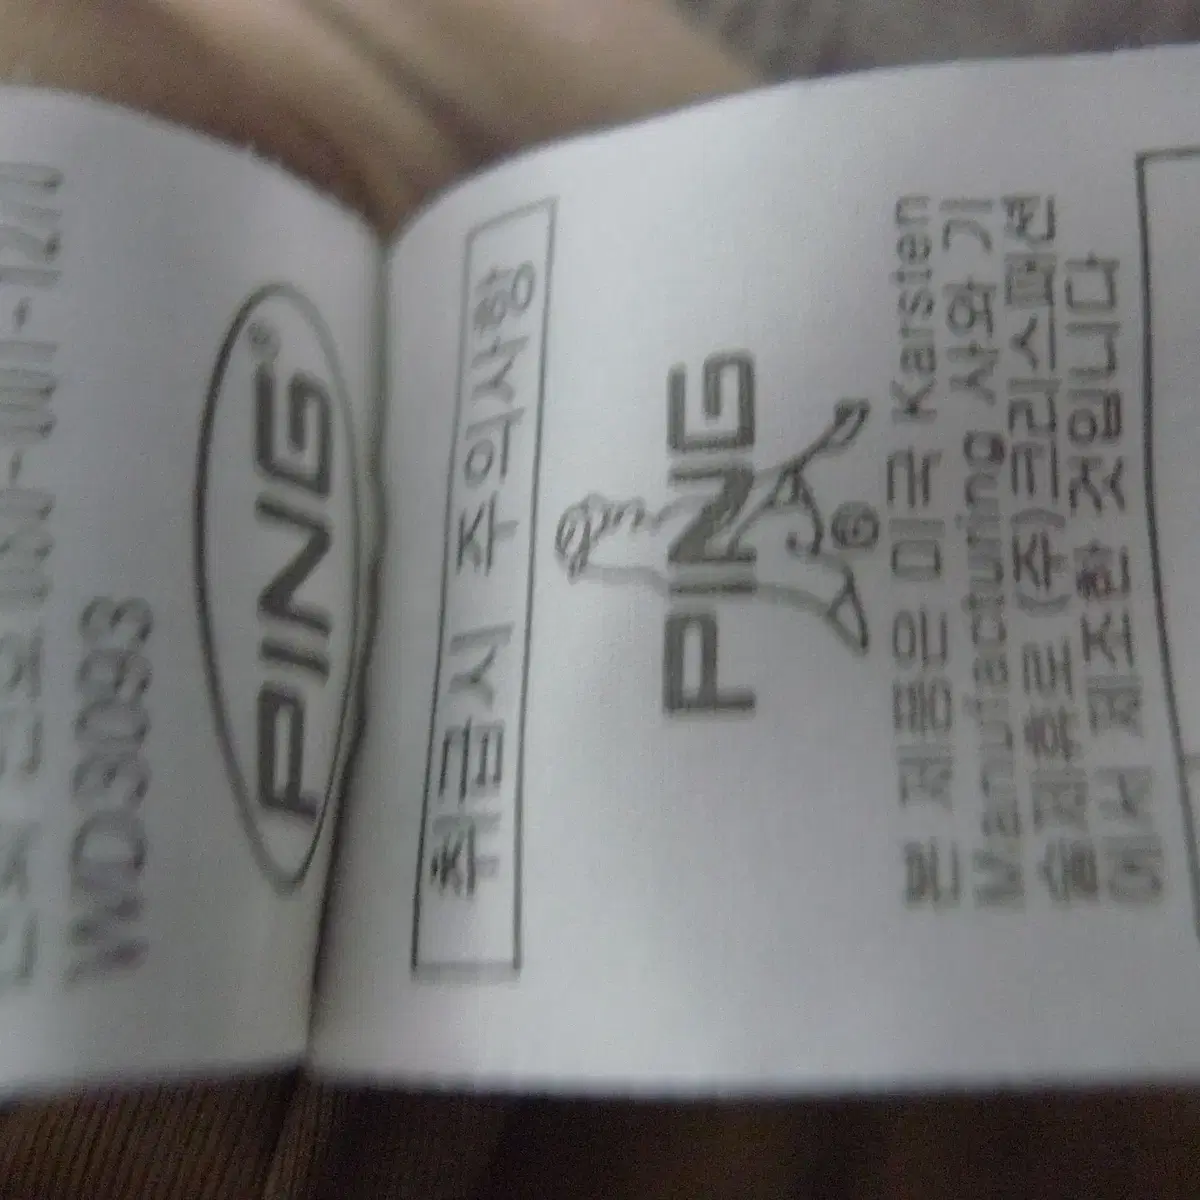 WD3093
PING®
취급시 주의사항
PING
본 제품은 미국 Karsten
Manufacturing 사와 기
술제휴로 (주)크리스패션
에서 제조한 것입니다